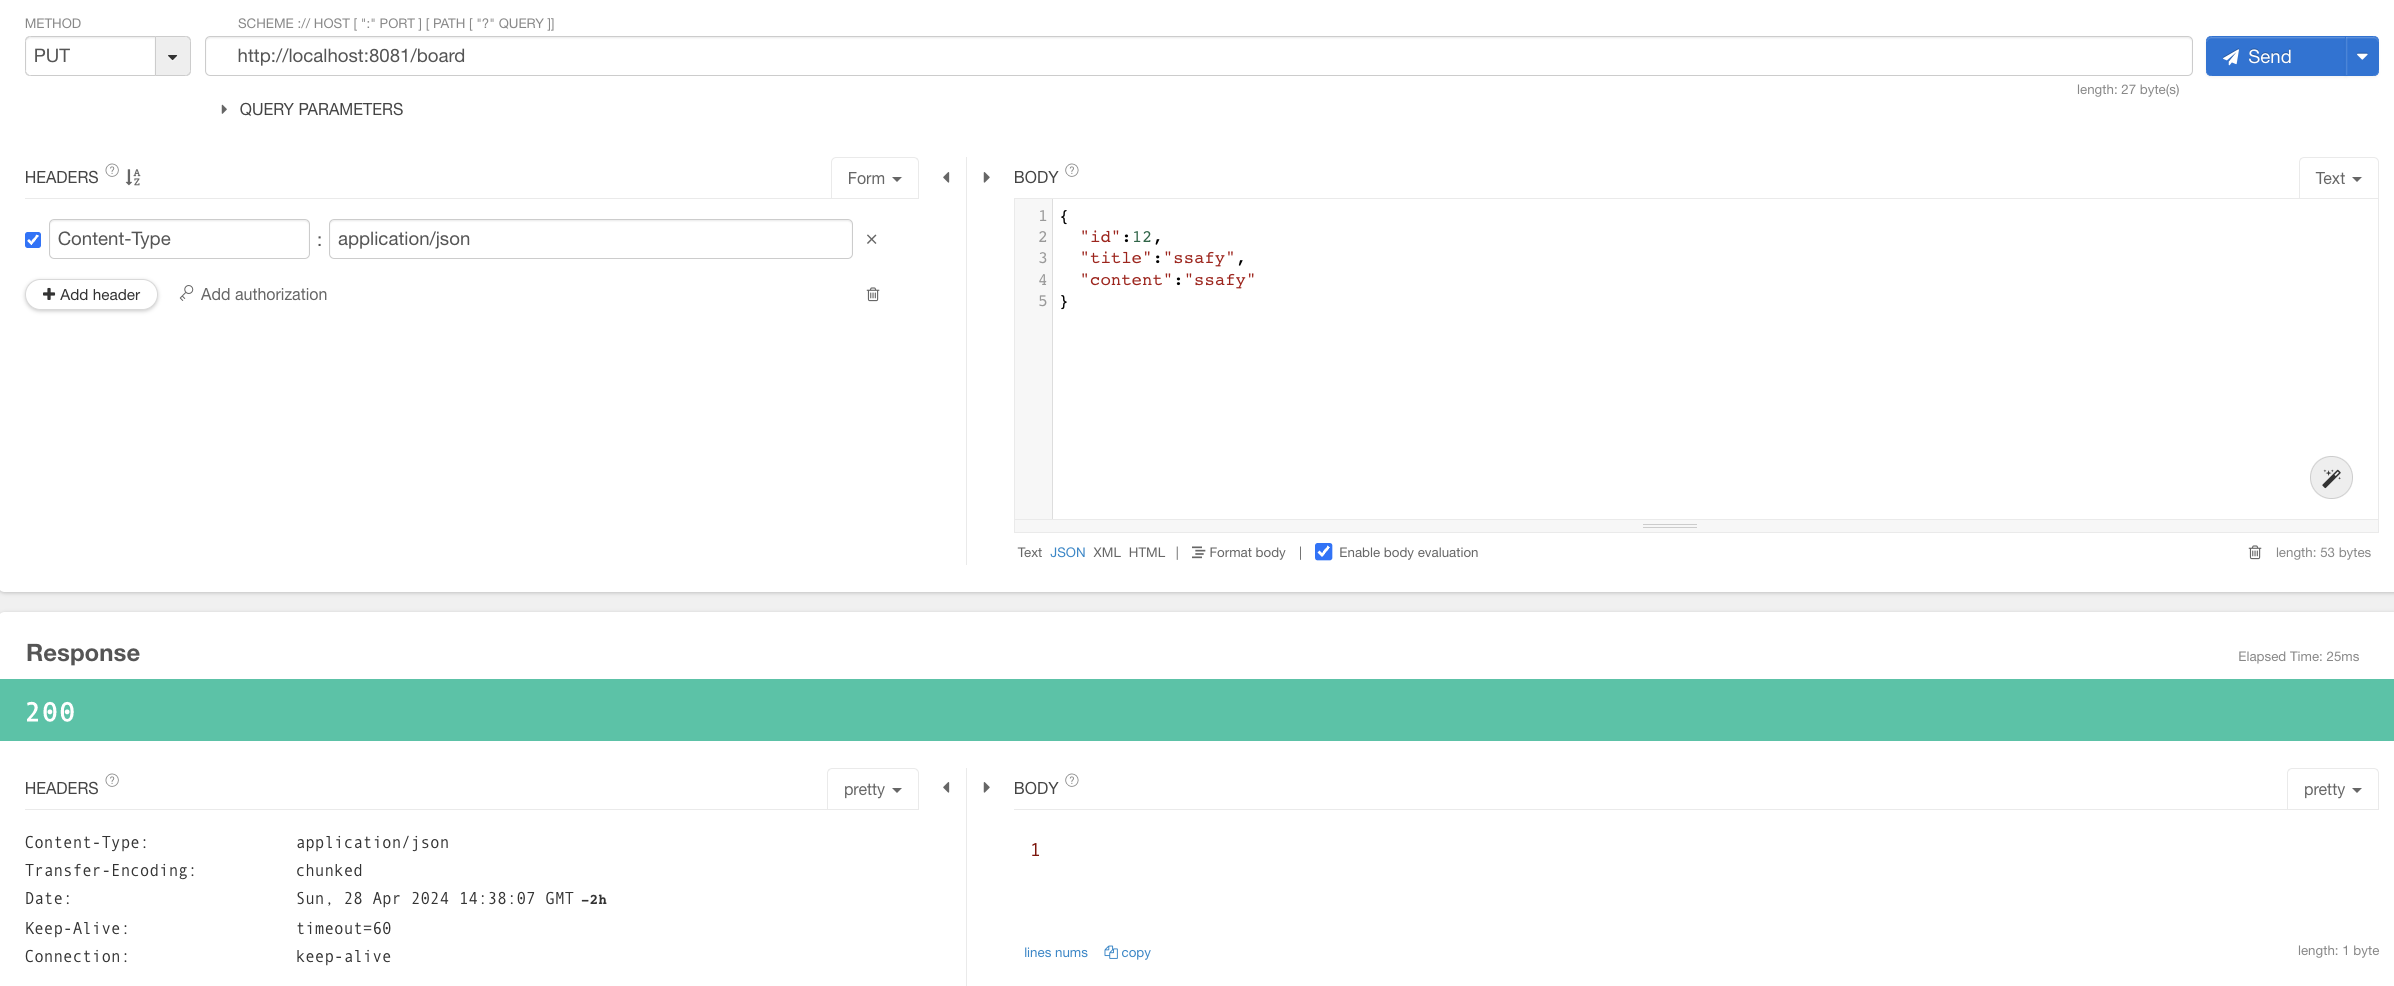 METHOD
SCHEME :// HOST [ ":" PORT ] [ PATH [ "?" QUERY ]]
PUT
http://localhost:8081/board
Send
length: 27 byte(s)
QUERY PARAMETERS
HEADERS
Form
Content-Type : application/json
Add header
Add authorization
BODY
Text
1 {
2 "id":12,
3 "title":"ssafy",
4 "content":"ssafy"
5 }
Text JSON XML HTML | Format body | Enable body evaluation
length: 53 bytes
Response
Elapsed Time: 25ms
200
HEADERS
pretty
Content-Type: application/json
Transfer-Encoding: chunked
Date: Sun, 28 Apr 2024 14:38:07 GMT -2h
Keep-Alive: timeout=60
Connection: keep-alive
BODY
pretty
1
lines nums copy
length: 1 byte